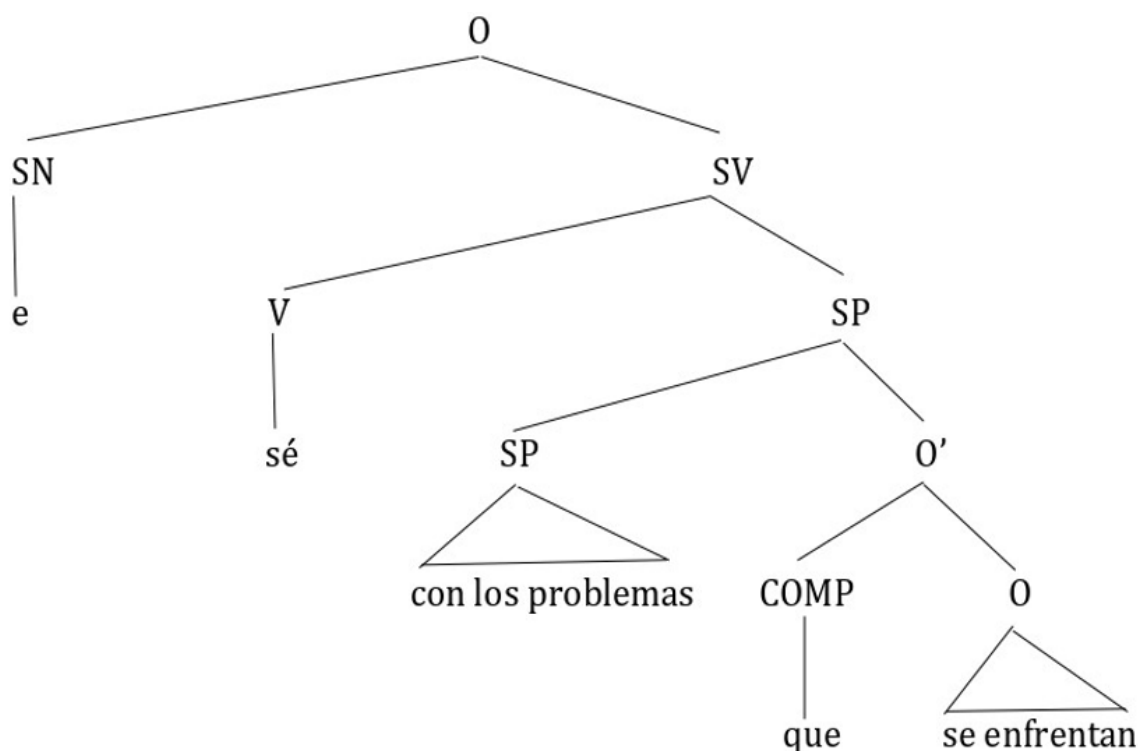 O
SN SV
e V SP
sé SP O’
con los problemas COMP O
que se enfrentan